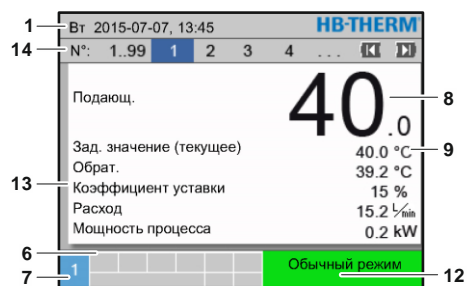 1 Вт 2015-07-07, 13:45 HB-THERM
14 N°: 1..99 1 2 3 4 ...
Подающ. 40.0 8
Зад. значение (текущее) 40.0 °C 9
Обрат. 39.2 °C
13 Коэффициент уставки 15 %
Расход 15.2 L/min
Мощность процесса 0.2 kW
6
7 1 Обычный режим 12